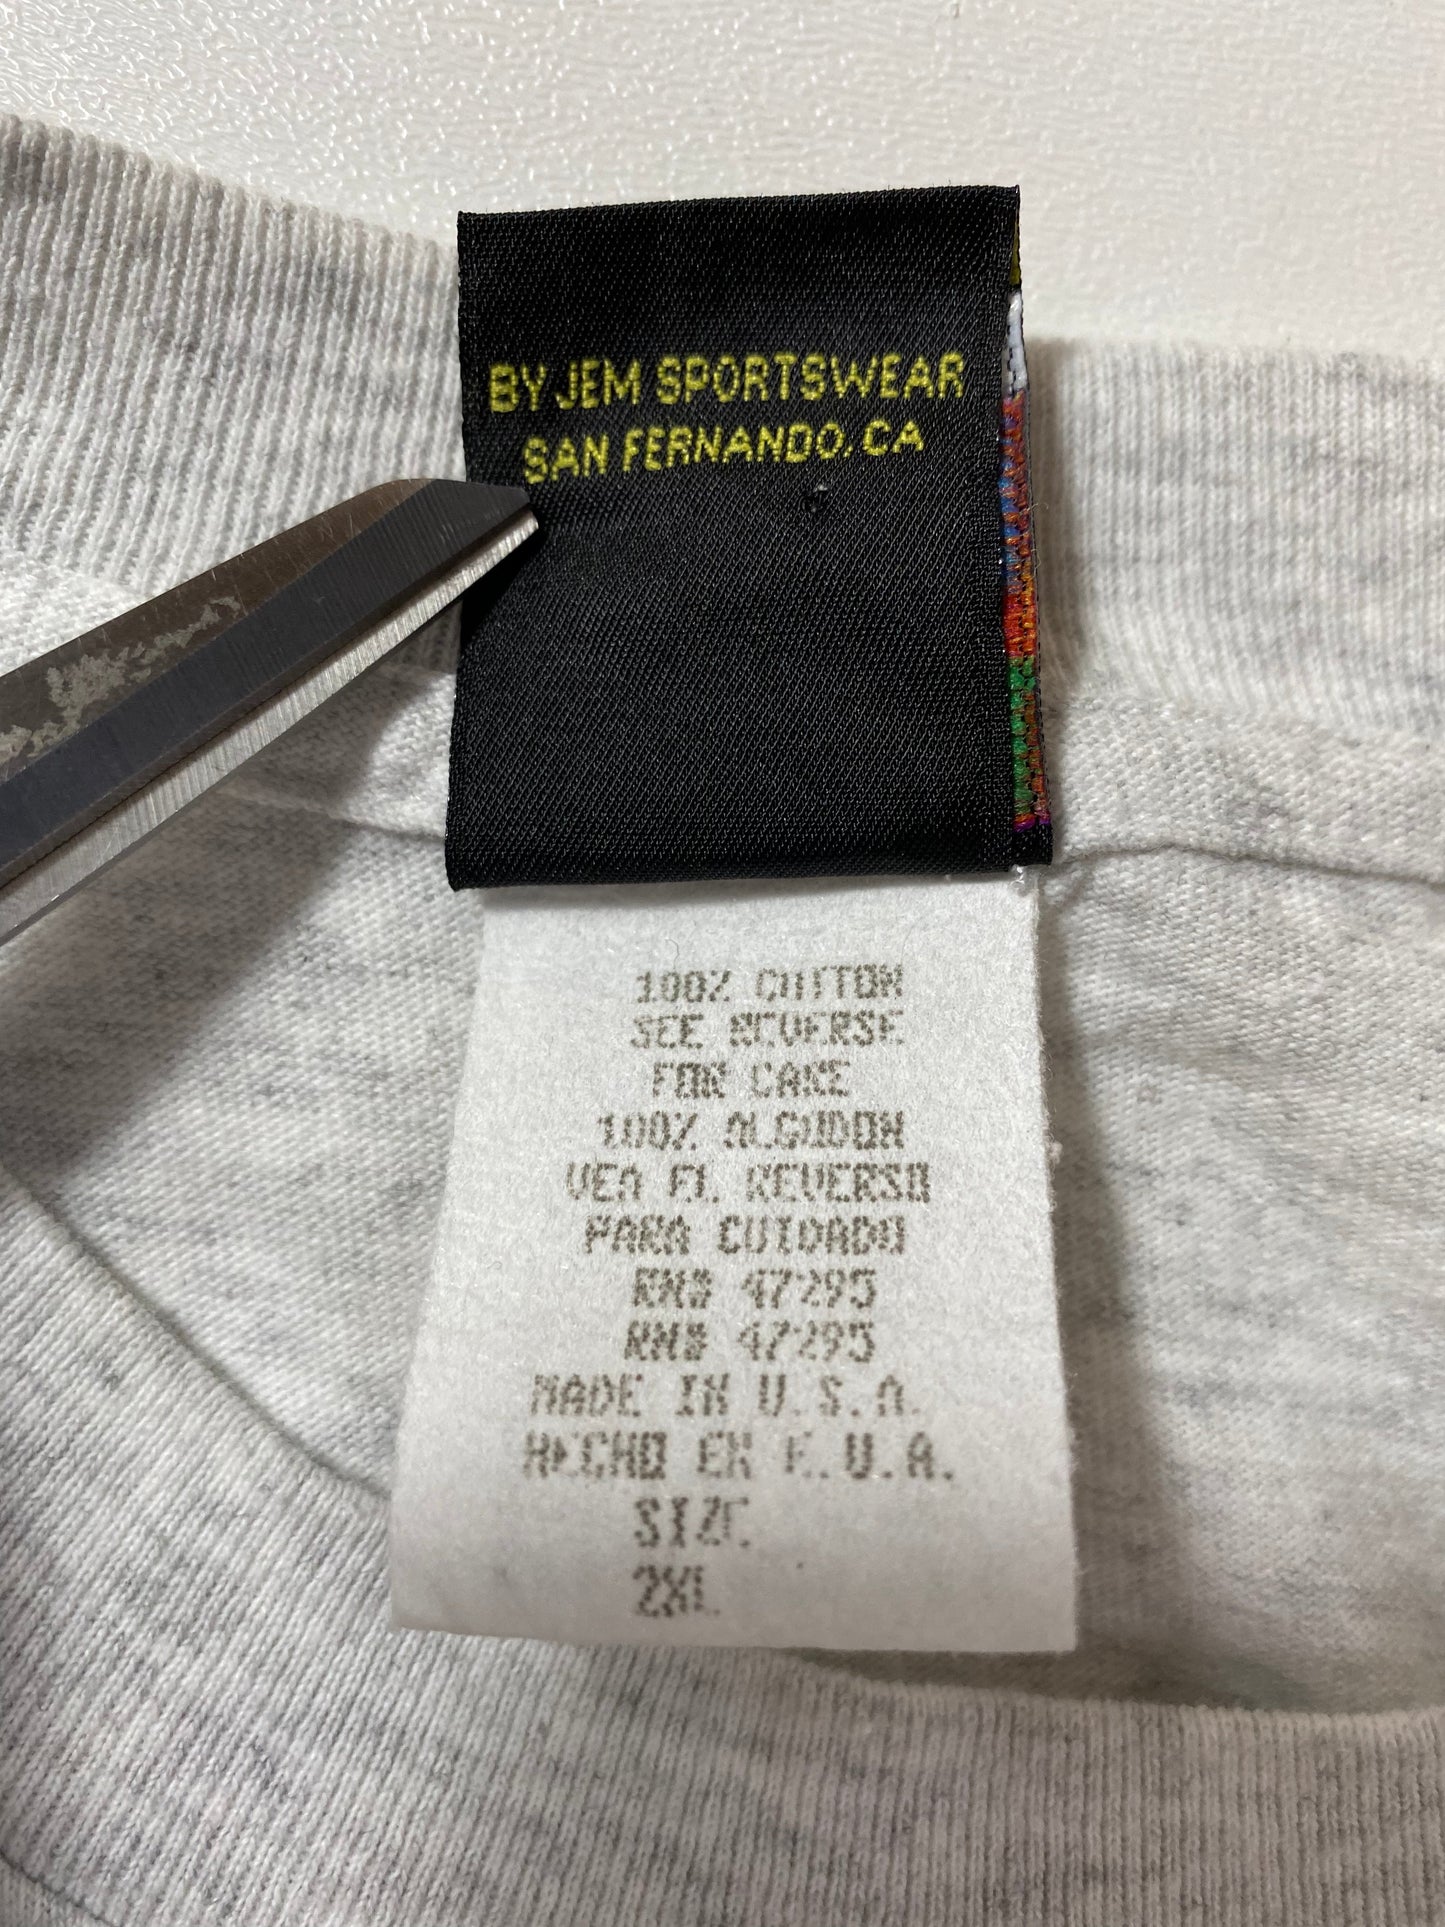 BY JEM SPORTSWEAR
SAN FERNANDO, CA
100% COTTON
SEE REVERSE
FOR CARE
100% ALGODON
VEA EL REVERSO
PARA CUIDADO
RN# 47295
RN# 47295
MADE IN U.S.A.
HECHO EN E.U.A.
SIZE
2XL